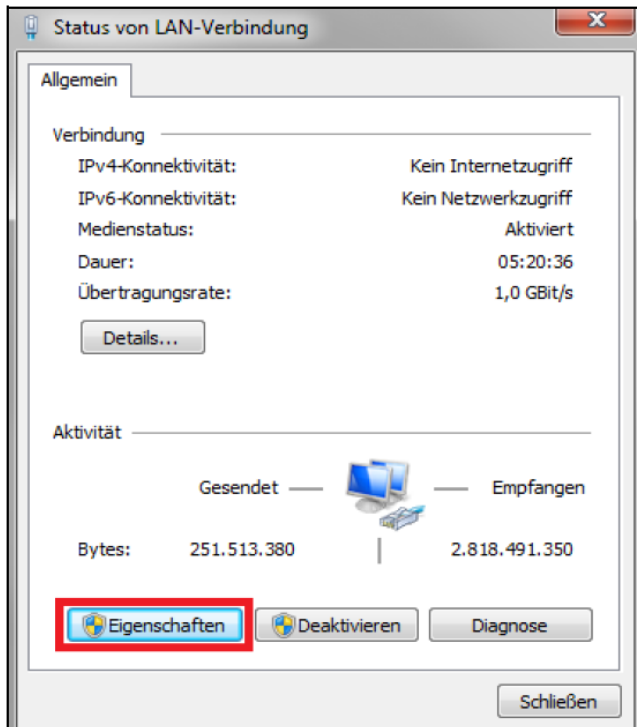 Status von LAN-Verbindung
Allgemein
Verbindung
IPv4-Konnektivität: Kein Internetzugriff
IPv6-Konnektivität: Kein Netzwerkzugriff
Medienstatus: Aktiviert
Dauer: 05:20:36
Übertragungsrate: 1,0 GBit/s
Details...
Aktivität
Gesendet Empfangen
Bytes: 251.513.380 2.818.491.350
Eigenschaften Deaktivieren Diagnose
Schließen